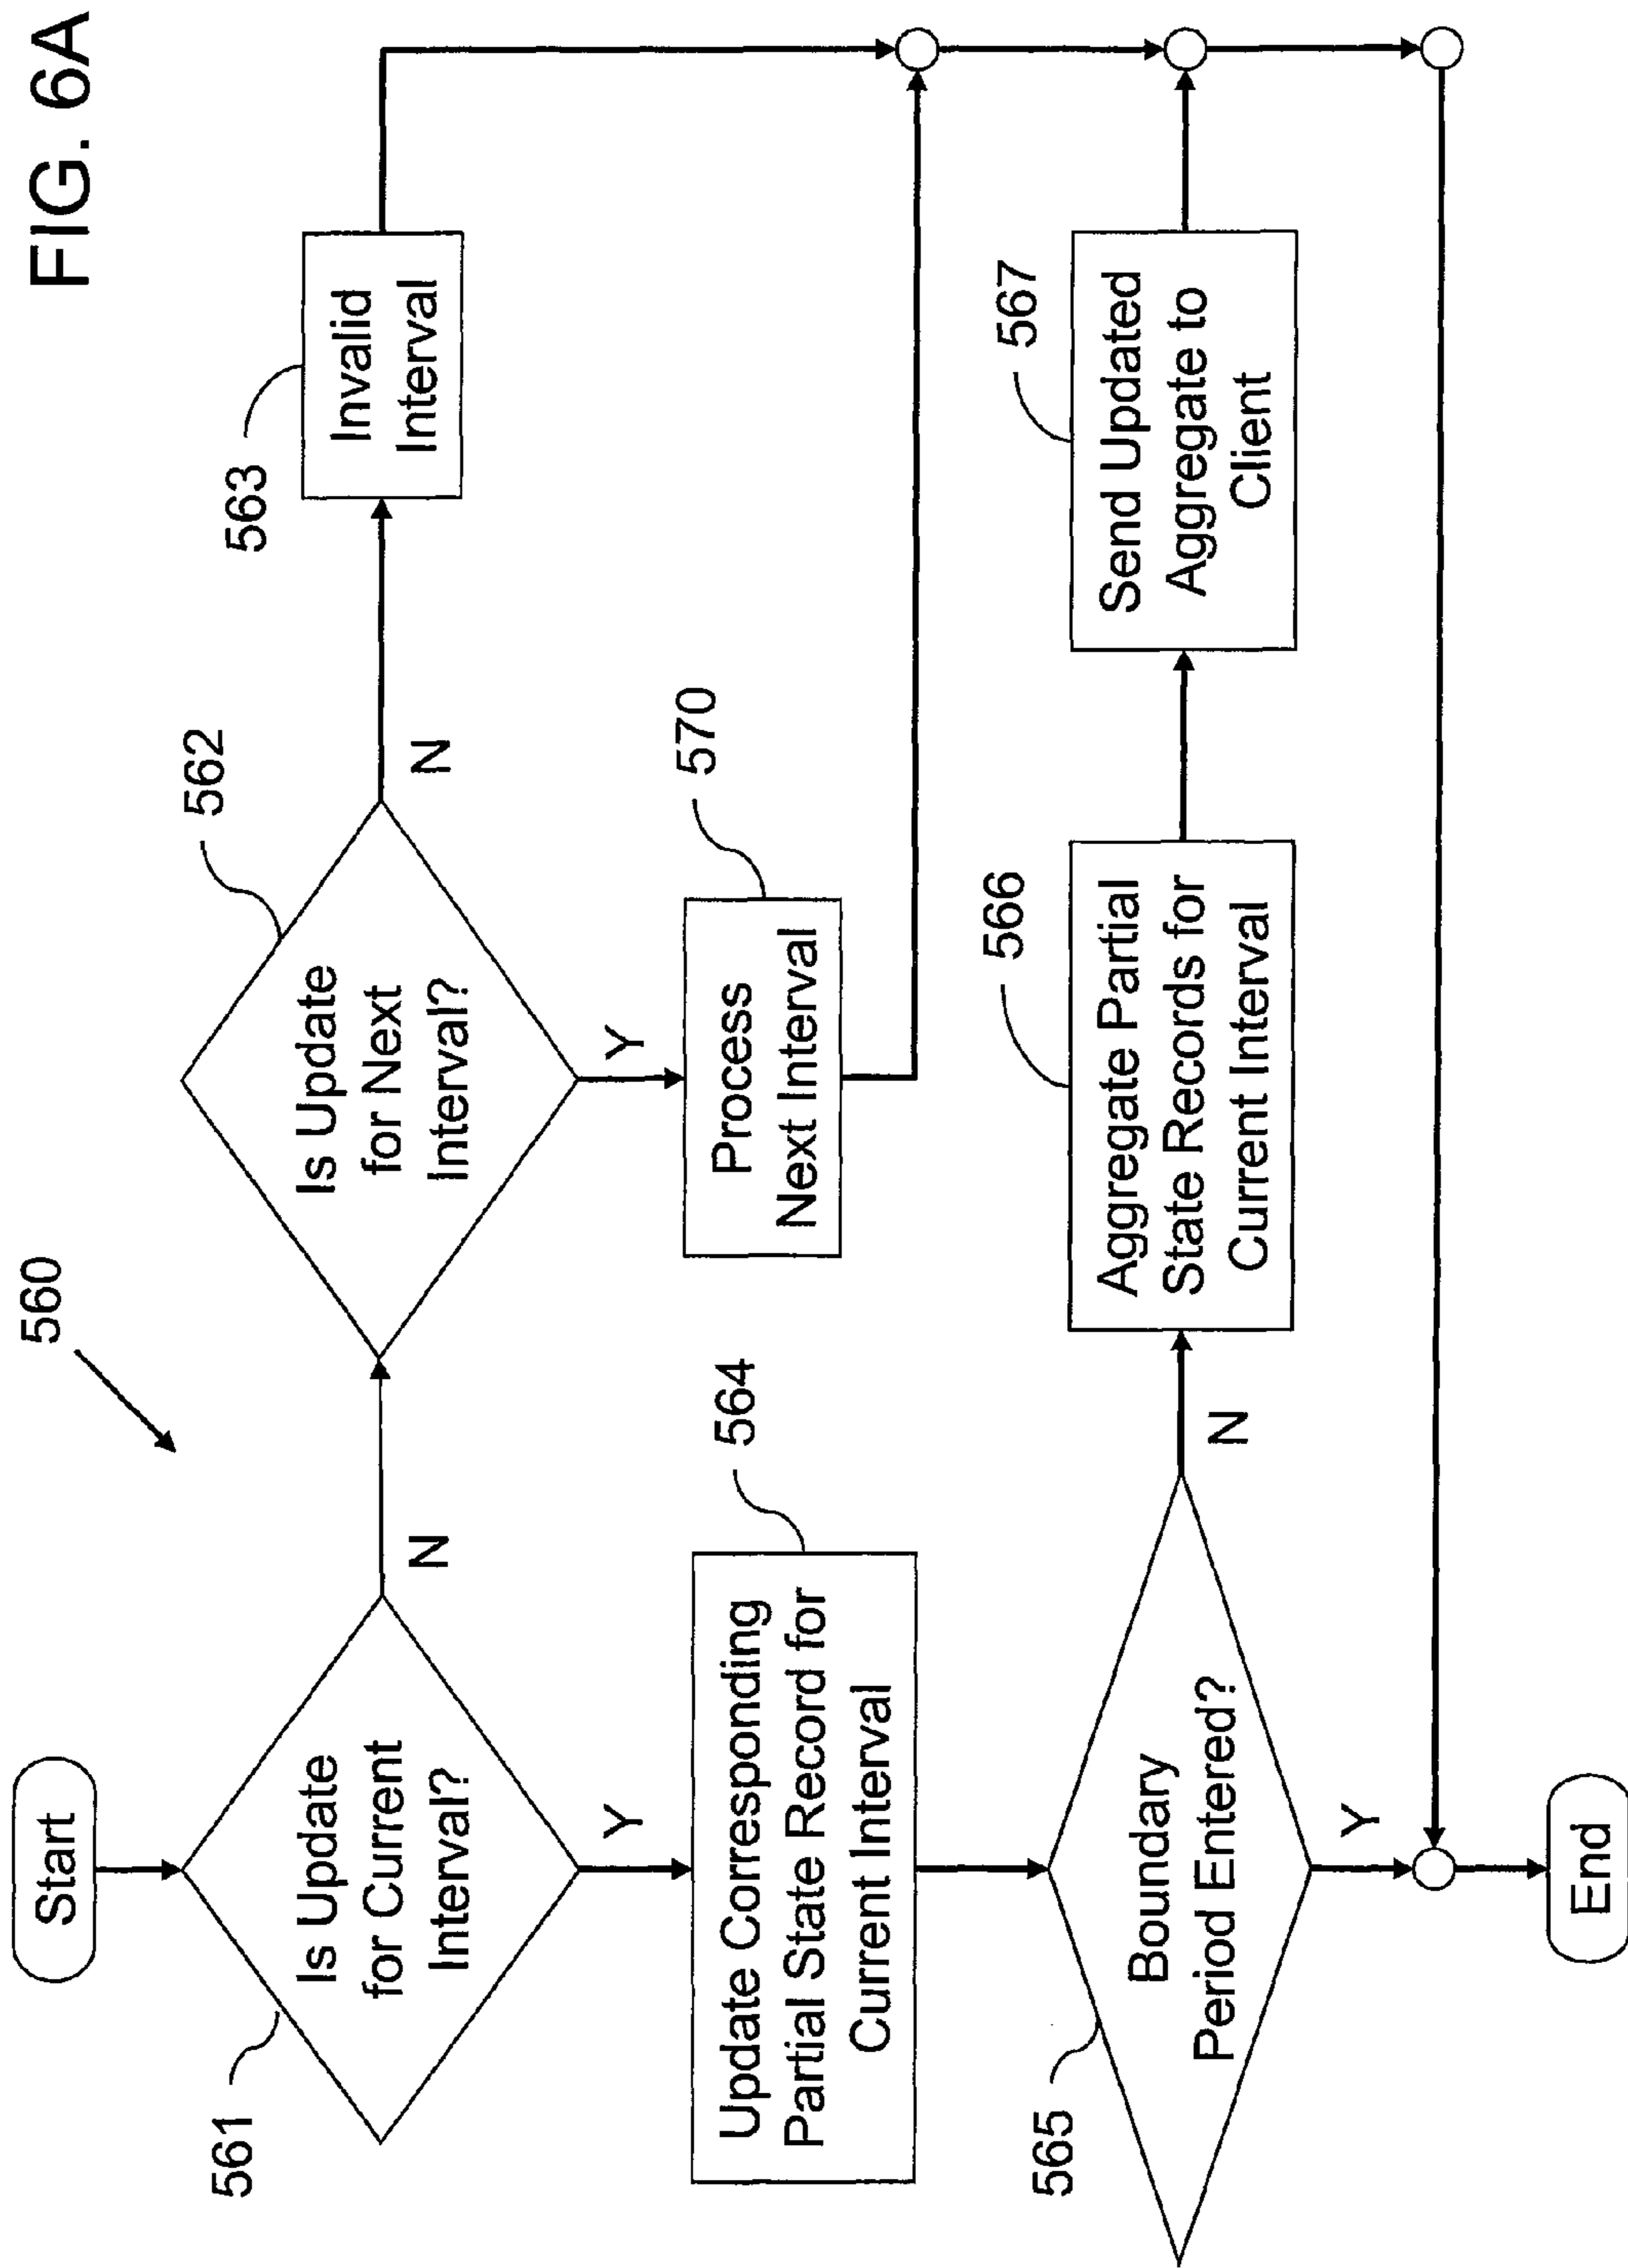 FIG. 6A
560
Start
561
Is Update
for Current
Interval?
N
Y
562
Is Update
for Next
Interval?
N
Y
563
Invalid
Interval
564
Update Corresponding
Partial State Record for
Current Interval
570
Process
Next Interval
565
Boundary
Period Entered?
N
Y
566
Aggregate Partial
State Records for
Current Interval
567
Send Updated
Aggregate to
Client
End